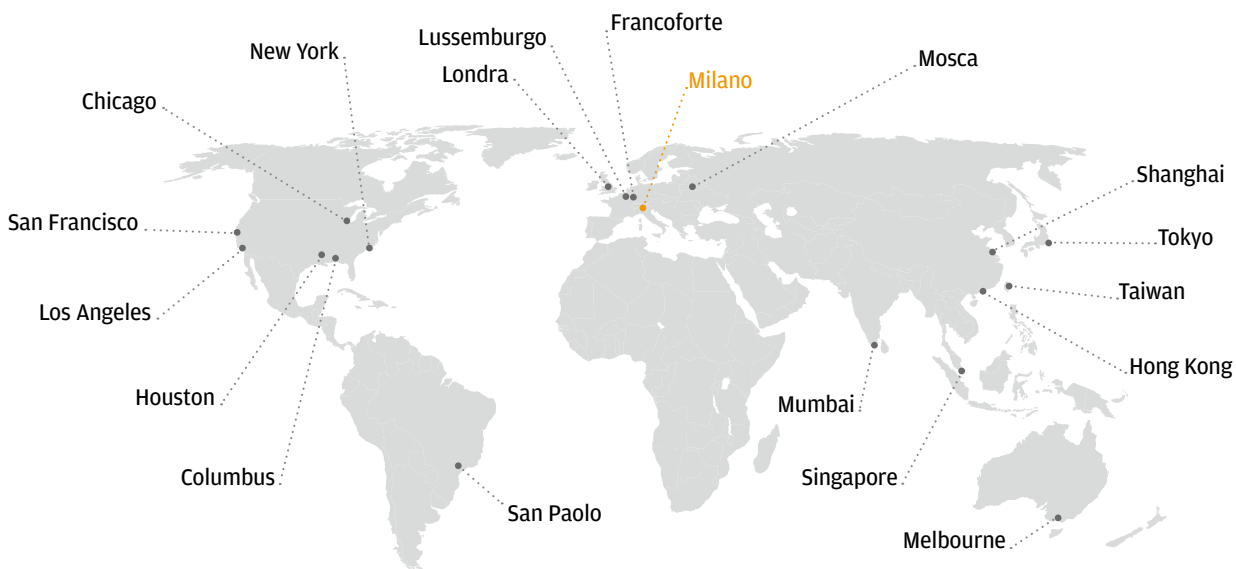 Francoforte
Lussemburgo
New York
Mosca
Londra
Milano
Chicago
Shanghai
San Francisco
Tokyo
Taiwan
Los Angeles
Hong Kong
Houston
Mumbai
Columbus
Singapore
San Paolo
Melbourne